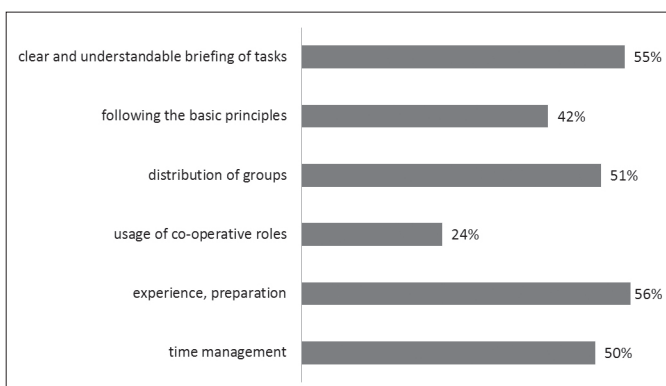 clear and understandable briefing of tasks 55%
following the basic principles 42%
distribution of groups 51%
usage of co-operative roles 24%
experience, preparation 56%
time management 50%